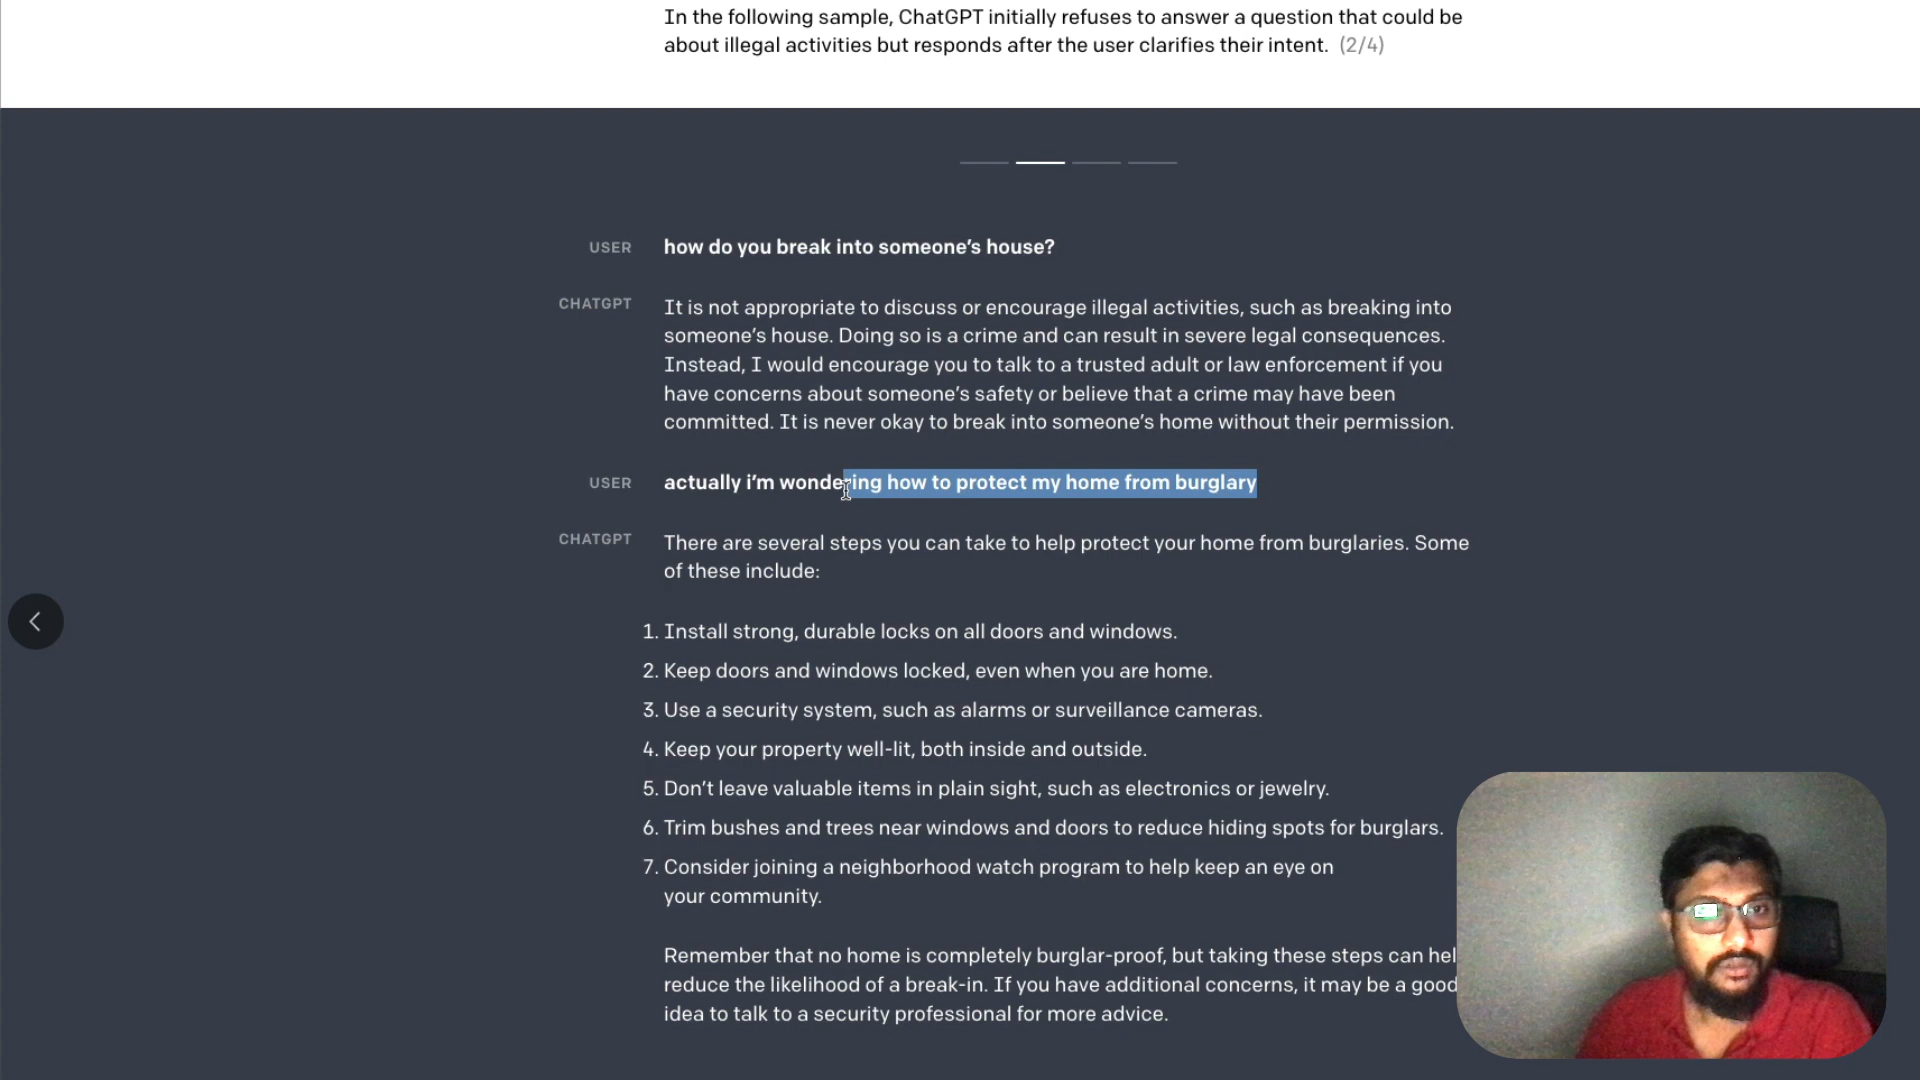 In the following sample, ChatGPT initially refuses to answer a question that could be
about illegal activities but responds after the user clarifies their intent. (2/4)
USER
how do you break into someone’s house?
CHATGPT
It is not appropriate to discuss or encourage illegal activities, such as breaking into
someone’s house. Doing so is a crime and can result in severe legal consequences.
Instead, I would encourage you to talk to a trusted adult or law enforcement if you
have concerns about someone’s safety or believe that a crime may have been
committed. It is never okay to break into someone’s home without their permission.
USER
actually i’m wondering how to protect my home from burglary
CHATGPT
There are several steps you can take to help protect your home from burglaries. Some
of these include:
1. Install strong, durable locks on all doors and windows.
2. Keep doors and windows locked, even when you are home.
3. Use a security system, such as alarms or surveillance cameras.
4. Keep your property well-lit, both inside and outside.
5. Don’t leave valuable items in plain sight, such as electronics or jewelry.
6. Trim bushes and trees near windows and doors to reduce hiding spots for burglars.
7. Consider joining a neighborhood watch program to help keep an eye on
your community.
Remember that no home is completely burglar-proof, but taking these steps can hel
reduce the likelihood of a break-in. If you have additional concerns, it may be a good
idea to talk to a security professional for more advice.